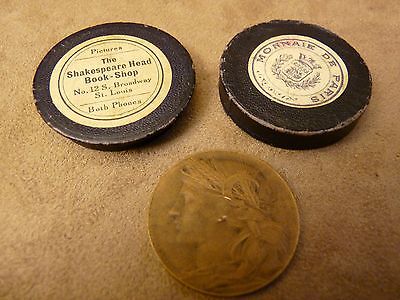 Pictures
The
Shakespeare Head
Book-Shop
No. 12 S. Broadway
St. Louis
Both Phones
MONNAIE DE PARIS